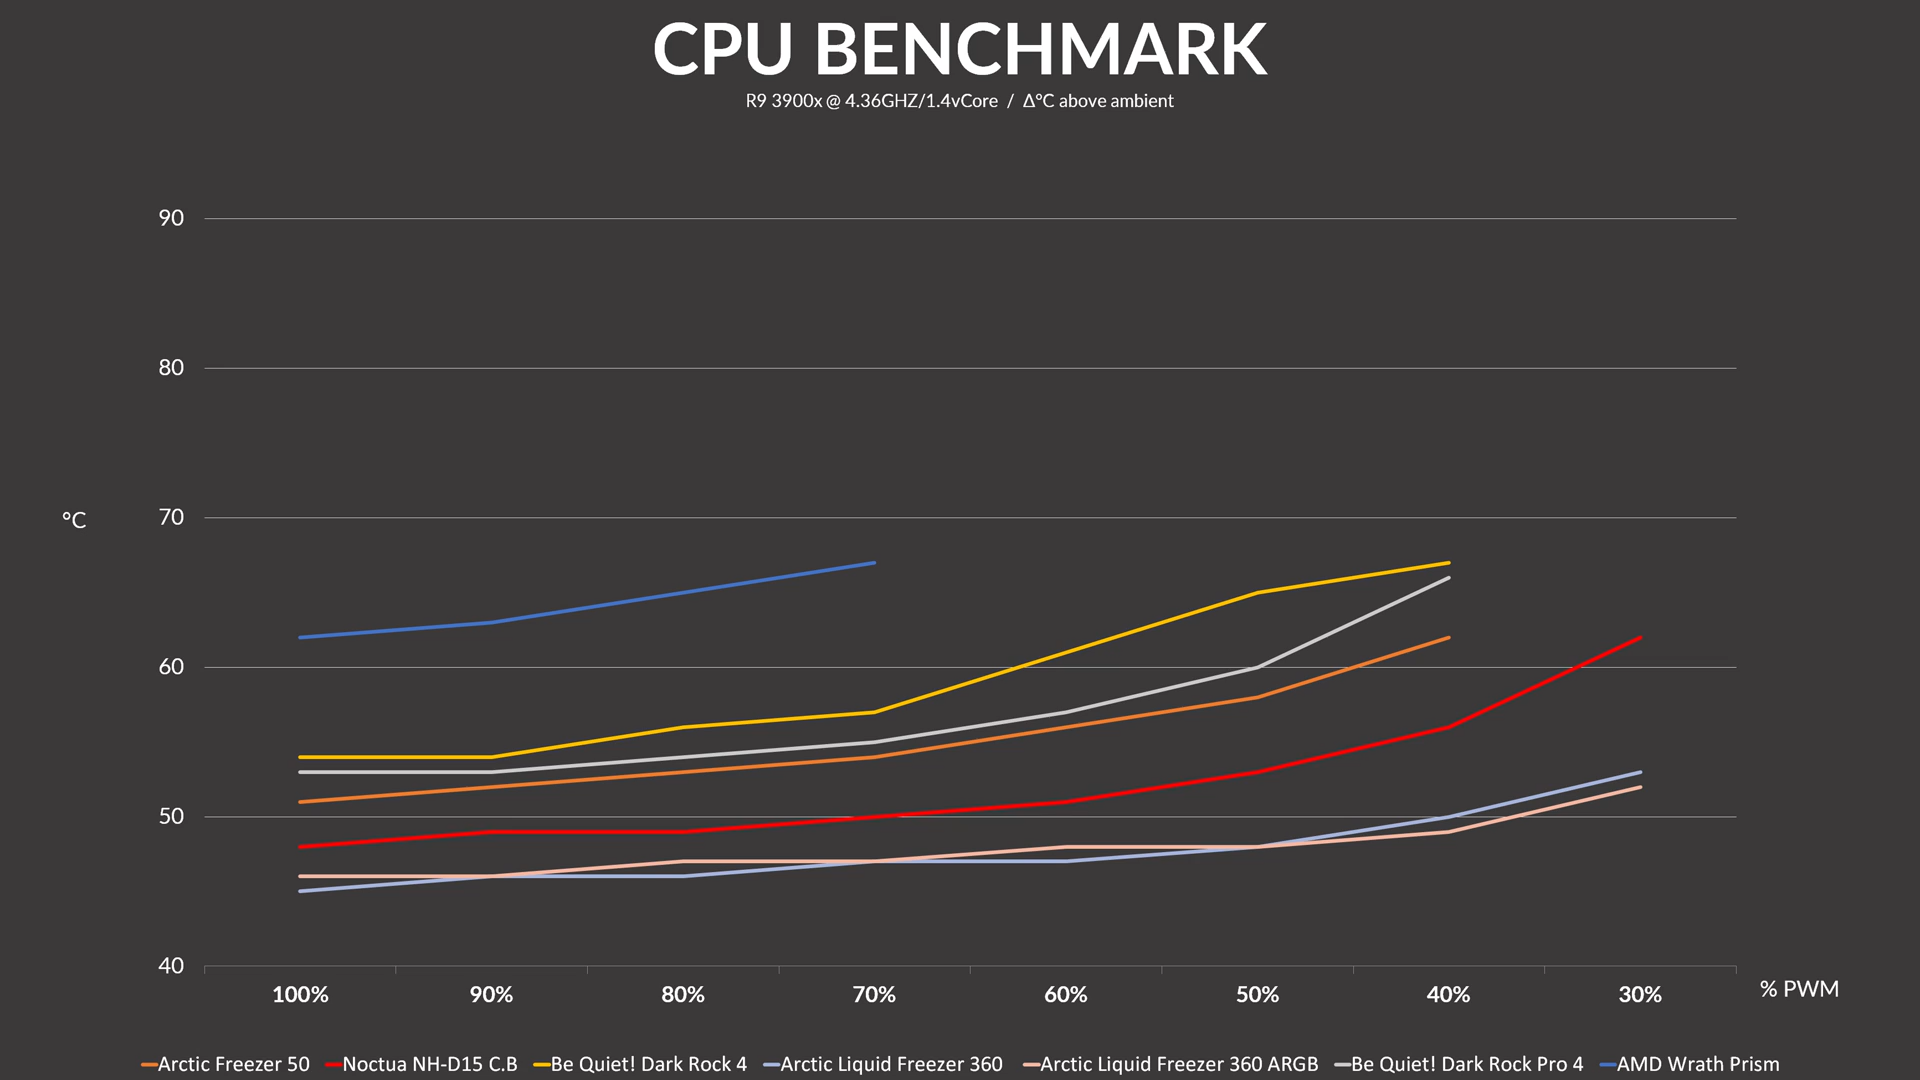 CPU BENCHMARK
R9 3900x @ 4.36GHZ/1.4vCore / Δ°C above ambient
90
80
°C
70
60
50
40
100% 90% 80% 70% 60% 50% 40% 30% % PWM
Arctic Freezer 50 Noctua NH-D15 C.B Be Quiet! Dark Rock 4 Arctic Liquid Freezer 360 Arctic Liquid Freezer 360 ARGB Be Quiet! Dark Rock Pro 4 AMD Wrath Prism